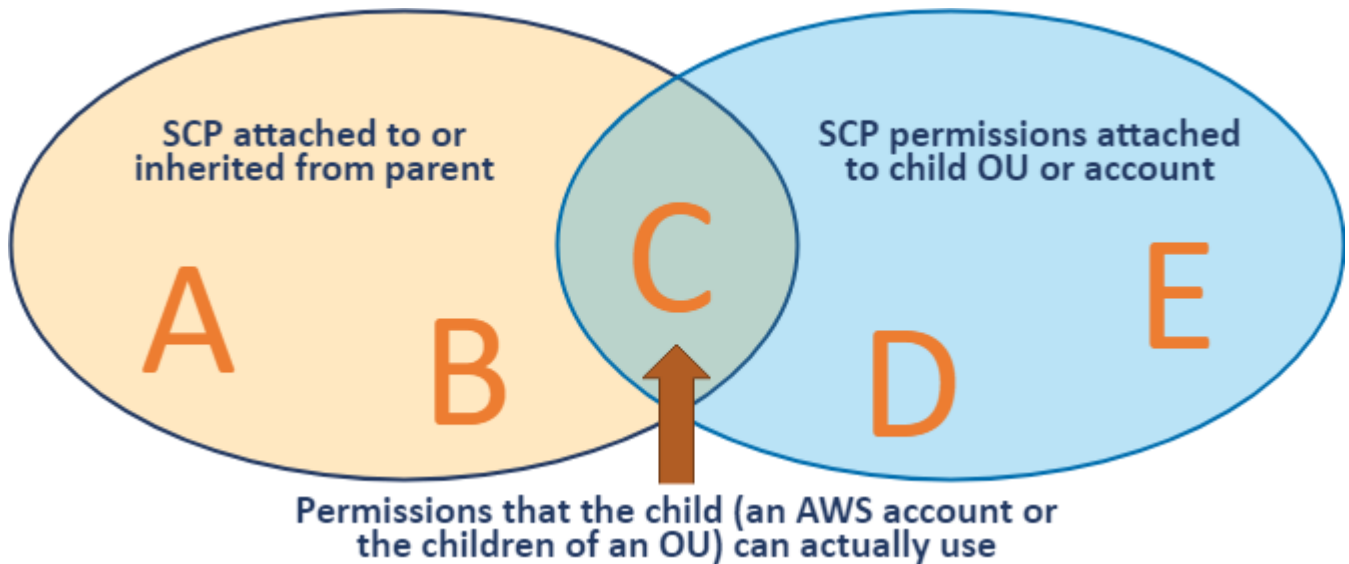 SCP attached to or
inherited from parent
SCP permissions attached
to child OU or account
A
B
C
D
E
Permissions that the child (an AWS account or
the children of an OU) can actually use